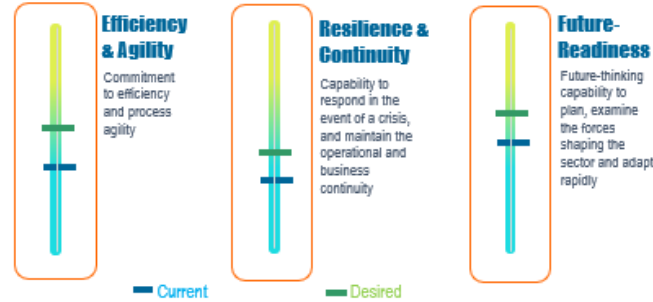 Efficiency
& Agility
Commitment
to efficiency
and process
agility
Resilience &
Continuity
Capability to
respond in the
event of a crisis,
and maintain the
operational and
business
continuity
Future-
Readiness
Future-thinking
capability to
plan, examine
the forces
shaping the
sector and adapt
rapidly
Current
Desired